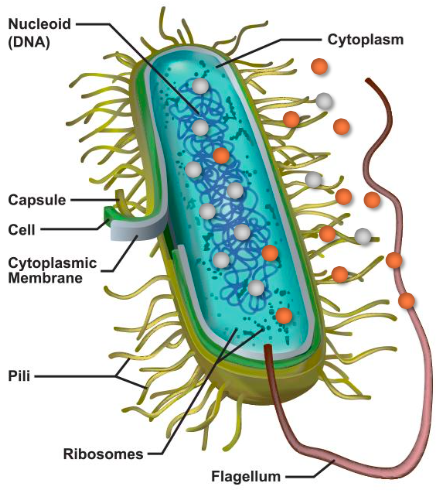 Nucleoid
(DNA)
Cytoplasm
Capsule
Cell
Cytoplasmic
Membrane
Pili
Ribosomes
Flagellum